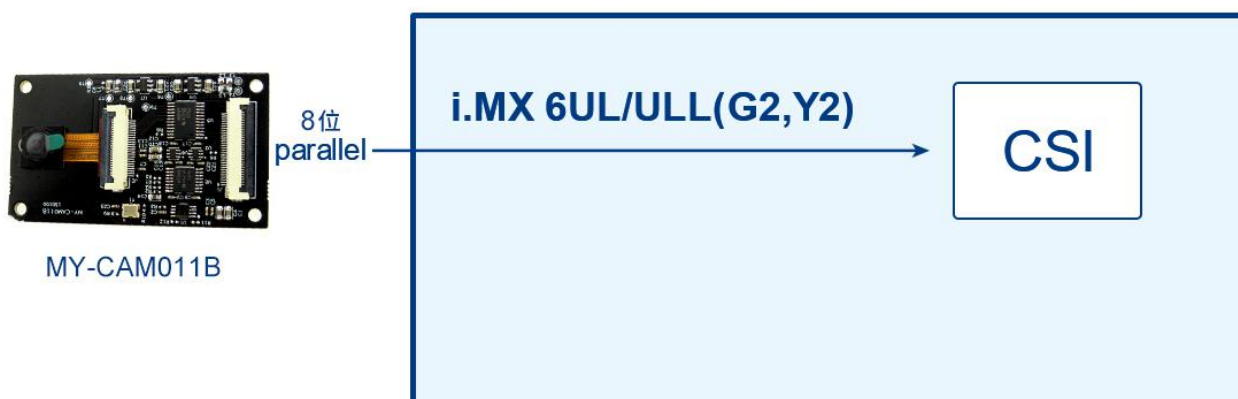 i.MX 6UL/ULL(G2,Y2)
8位
parallel
CSI
MY-CAM011B